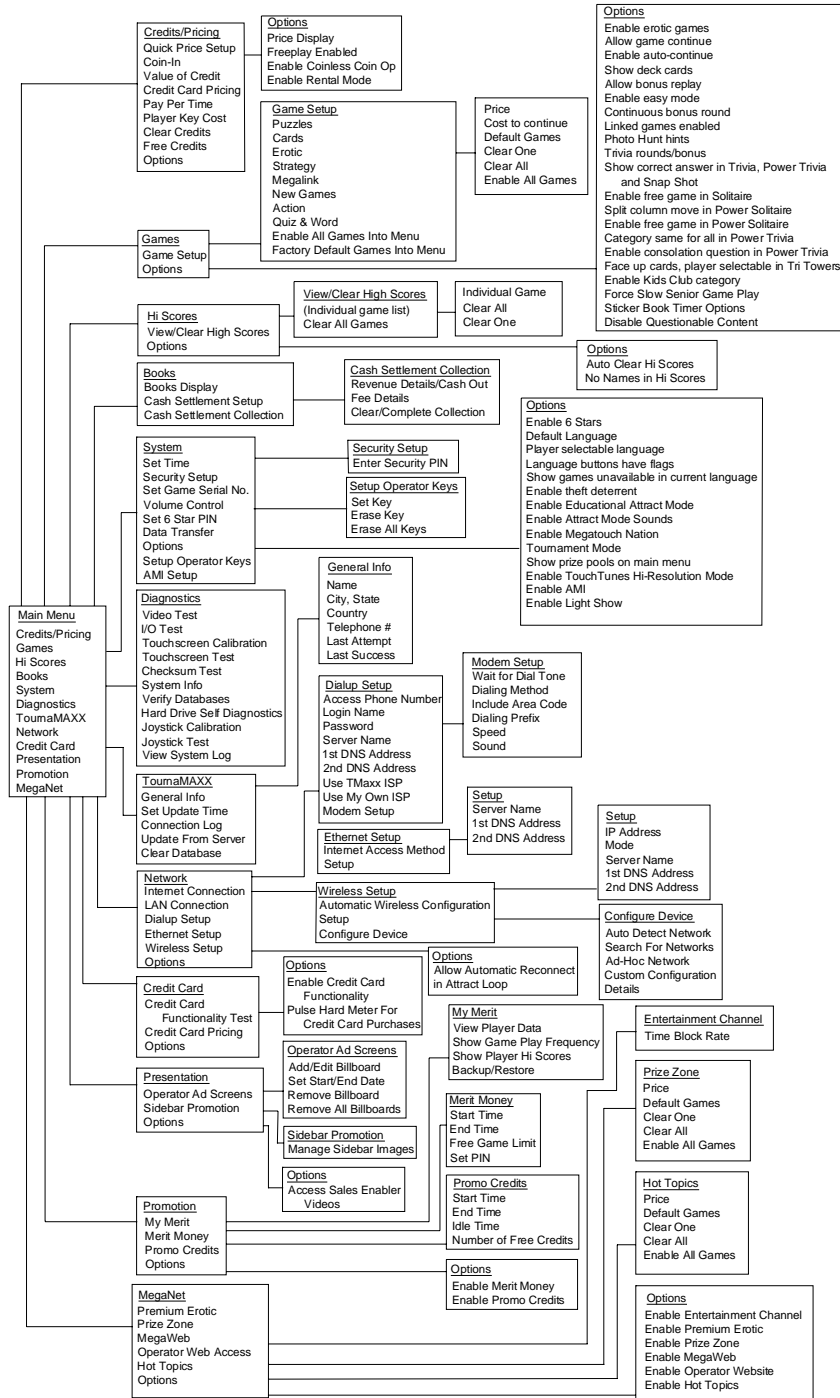 Main Menu
Credits/Pricing
Games
Hi Scores
Books
System
Diagnostics
TournaMAXX
Network
Credit Card
Presentation
Promotion
MegaNet
Credits/Pricing
Quick Price Setup
Coin-In
Value of Credit
Credit Card Pricing
Pay Per Time
Player Key Cost
Clear Credits
Free Credits
Options
Options
Price Display
Freeplay Enabled
Enable Coinless Coin Op
Enable Rental Mode
Games
Game Setup
Options
Game Setup
Puzzles
Cards
Erotic
Strategy
Megalink
New Games
Action
Quiz & Word
Enable All Games Into Menu
Factory Default Games Into Menu
Price
Cost to continue
Default Games
Clear One
Clear All
Enable All Games
Options
Enable erotic games
Allow game continue
Enable auto-continue
Show deck cards
Allow bonus replay
Enable easy mode
Continuous bonus round
Linked games enabled
Photo Hunt hints
Trivia rounds/bonus
Show correct answer in Trivia, Power Trivia
and Snap Shot
Enable free game in Solitaire
Split column move in Power Solitaire
Enable free game in Power Solitaire
Category same for all in Power Trivia
Enable consolation question in Power Trivia
Face up cards, player selectable in Tri Towers
Enable Kids Club category
Force Slow Senior Game Play
Sticker Book Timer Options
Disable Questionable Content
Hi Scores
View/Clear High Scores
Options
View/Clear High Scores
(Individual game list)
Clear All Games
Individual Game
Clear All
Clear One
Options
Auto Clear Hi Scores
No Names in Hi Scores
Books
Books Display
Cash Settlement Setup
Cash Settlement Collection
Cash Settlement Collection
Revenue Details/Cash Out
Fee Details
Clear/Complete Collection
System
Set Time
Security Setup
Set Game Serial No.
Volume Control
Set 6 Star PIN
Data Transfer
Options
Setup Operator Keys
AMI Setup
Security Setup
Enter Security PIN
Setup Operator Keys
Set Key
Erase Key
Erase All Keys
Options
Enable 6 Stars
Default Language
Player selectable language
Language buttons have flags
Show games unavailable in current language
Enable theft deterrent
Enable Educational Attract Mode
Enable Attract Mode Sounds
Enable Megatouch Nation
Tournament Mode
Show prize pools on main menu
Enable TouchTunes Hi-Resolution Mode
Enable AMI
Enable Light Show
Diagnostics
Video Test
I/O Test
Touchscreen Calibration
Touchscreen Test
Checksum Test
System Info
Verify Databases
Hard Drive Self Diagnostics
Joystick Calibration
Joystick Test
View System Log
TournaMAXX
General Info
Set Update Time
Connection Log
Update From Server
Clear Database
General Info
Name
City, State
Country
Telephone #
Last Attempt
Last Success
Network
Internet Connection
LAN Connection
Dialup Setup
Ethernet Setup
Wireless Setup
Options
Dialup Setup
Access Phone Number
Login Name
Password
Server Name
1st DNS Address
2nd DNS Address
Use TMaxx ISP
Use My Own ISP
Modem Setup
Modem Setup
Wait for Dial Tone
Dialing Method
Include Area Code
Dialing Prefix
Speed
Sound
Ethernet Setup
Internet Access Method
Setup
Setup
Server Name
1st DNS Address
2nd DNS Address
Wireless Setup
Automatic Wireless Configuration
Setup
Configure Device
Setup
IP Address
Mode
Server Name
1st DNS Address
2nd DNS Address
Configure Device
Auto Detect Network
Search For Networks
Ad-Hoc Network
Custom Configuration
Details
Options
Allow Automatic Reconnect
in Attract Loop
Credit Card
Credit Card
Functionality Test
Credit Card Pricing
Options
Options
Enable Credit Card
Functionality
Pulse Hard Meter For
Credit Card Purchases
Presentation
Operator Ad Screens
Sidebar Promotion
Options
Operator Ad Screens
Add/Edit Billboard
Set Start/End Date
Remove Billboard
Remove All Billboards
Sidebar Promotion
Manage Sidebar Images
Options
Access Sales Enabler
Videos
Promotion
My Merit
Merit Money
Promo Credits
Options
My Merit
View Player Data
Show Game Play Frequency
Show Player Hi Scores
Backup/Restore
Merit Money
Start Time
End Time
Free Game Limit
Set PIN
Promo Credits
Start Time
End Time
Idle Time
Number of Free Credits
Options
Enable Merit Money
Enable Promo Credits
MegaNet
Premium Erotic
Prize Zone
MegaWeb
Operator Web Access
Hot Topics
Options
Entertainment Channel
Time Block Rate
Prize Zone
Price
Default Games
Clear One
Clear All
Enable All Games
Hot Topics
Price
Default Games
Clear One
Clear All
Enable All Games
Options
Enable Entertainment Channel
Enable Premium Erotic
Enable Prize Zone
Enable MegaWeb
Enable Operator Website
Enable Hot Topics